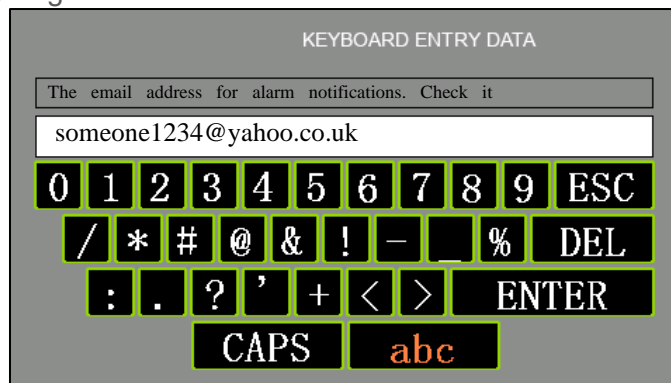 KEYBOARD ENTRY DATA
The email address for alarm notifications. Check it
someone1234@yahoo.co.uk
0 1 2 3 4 5 6 7 8 9 ESC
/ * # @ & ! - _ % DEL
: . ? ' + < > ENTER
CAPS abc